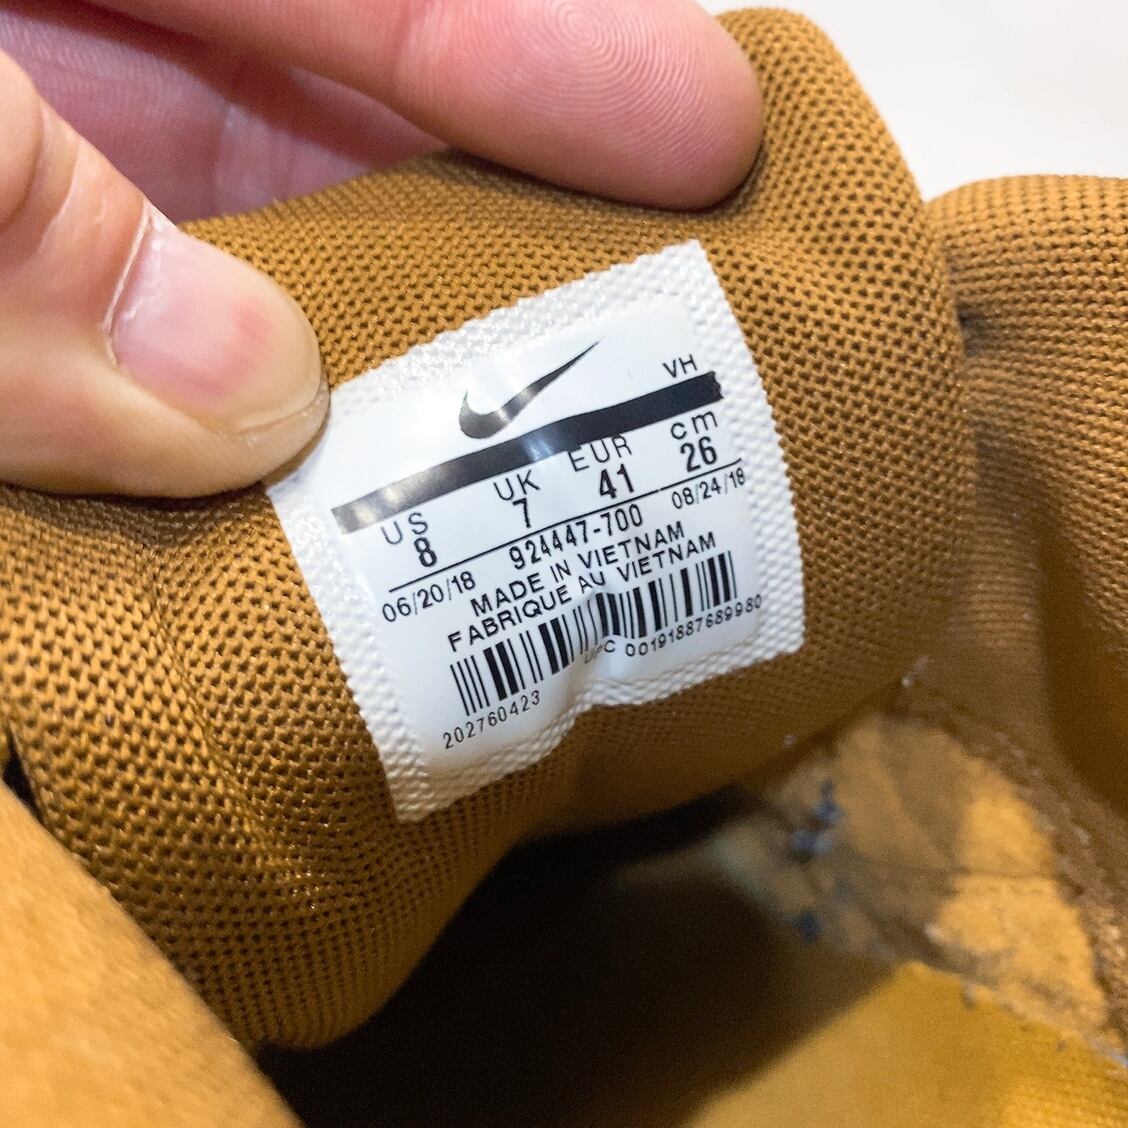 VH
US UK EUR cm
8 7 41 26
06/20/18 924447-700 08/24/18
MADE IN VIETNAM
FABRIQUE AU VIETNAM
202760423 UPC 00191887689980